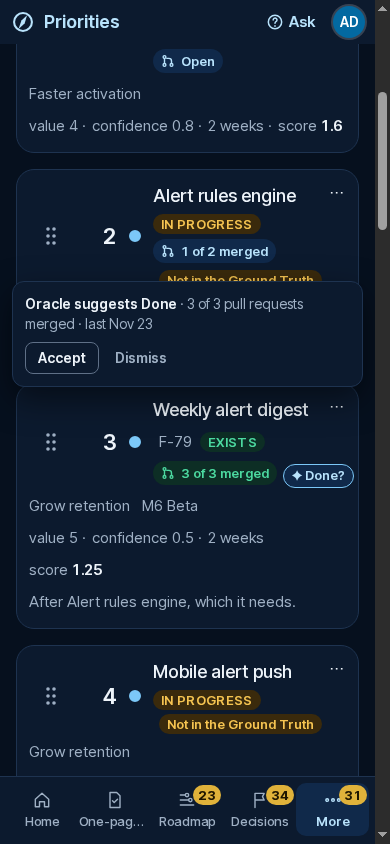 Priorities
Ask
AD
Open
Faster activation
value 4 · confidence 0.8 · 2 weeks · score 1.6
Alert rules engine
···
2
IN PROGRESS
1 of 2 merged
Not in the Ground Truth
Oracle suggests Done · 3 of 3 pull requests
merged · last Nov 23
Accept
Dismiss
Weekly alert digest
···
3
F-79
EXISTS
3 of 3 merged
✦ Done?
Grow retention M6 Beta
value 5 · confidence 0.5 · 2 weeks
score 1.25
After Alert rules engine, which it needs.
Mobile alert push
···
4
IN PROGRESS
Not in the Ground Truth
Grow retention
23
34
31
Home
One-pag...
Roadmap
Decisions
More